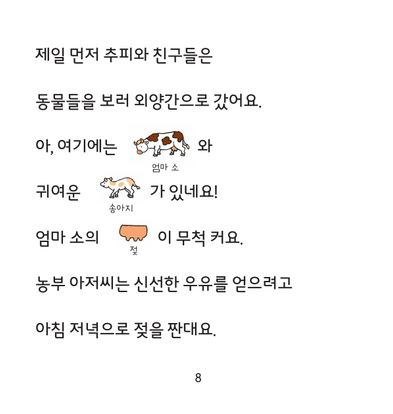 제일 먼저 추피와 친구들은
동물들을 보러 외양간으로 갔어요.
아, 여기에는 와
엄마 소
귀여운 가 있네요!
송아지
엄마 소의 이 무척 커요.
젖
농부 아저씨는 신선한 우유를 얻으려고
아침 저녁으로 젖을 짠대요.
8